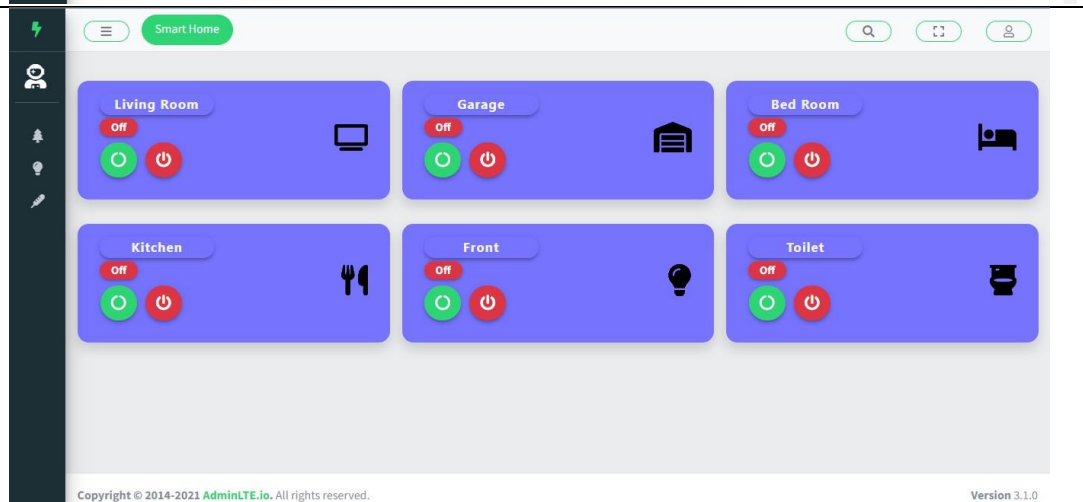 Smart Home
Living Room
Off
Garage
Off
Bed Room
Off
Kitchen
Off
Front
Off
Toilet
Off
Copyright © 2014-2021 AdminLTE.io. All rights reserved.
Version 3.1.0